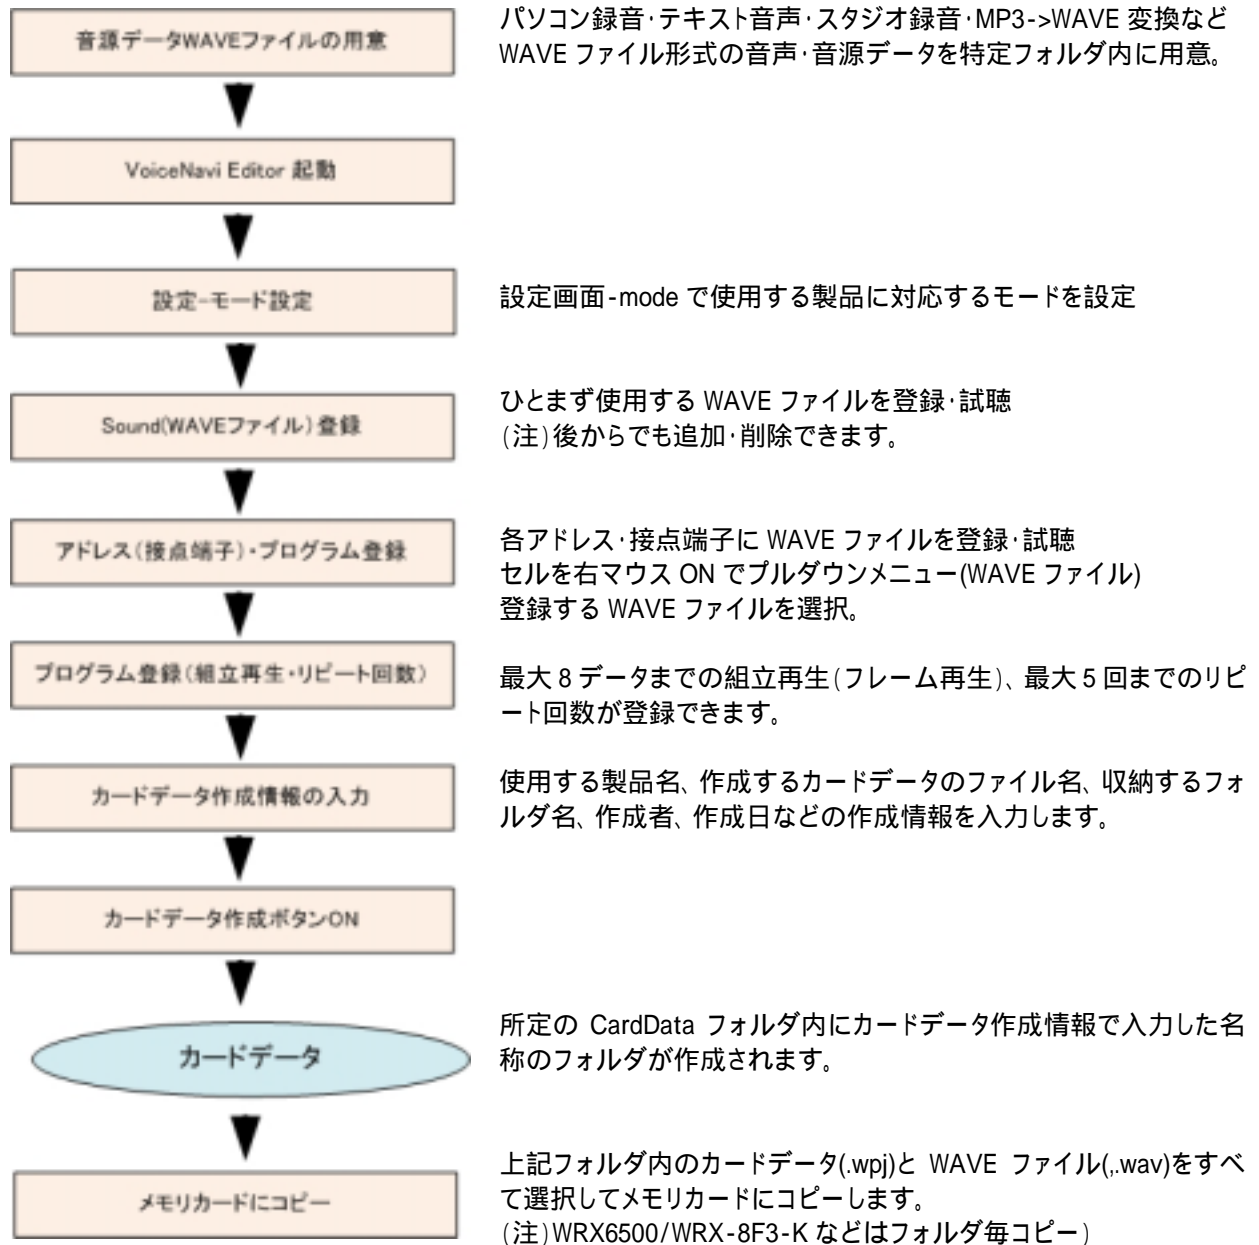 音源データWAVEファイルの用意
パソコン録音・テキスト音声・スタジオ録音・MP3->WAVE 変換など
WAVE ファイル形式の音声・音源データを特定フォルダ内に用意。
VoiceNavi Editor 起動
設定-モード設定
設定画面-mode で使用する製品に対応するモードを設定
Sound(WAVEファイル)登録
ひとまず使用する WAVE ファイルを登録・試聴
(注)後からでも追加・削除できます。
アドレス(接点端子)・プログラム登録
各アドレス・接点端子に WAVE ファイルを登録・試聴
セルを右マウス ON でプルダウンメニュー(WAVE ファイル)
登録する WAVE ファイルを選択。
プログラム登録(組立再生・リピート回数)
最大 8 データまでの組立再生(フレーム再生)、最大 5 回までのリピ
ート回数が登録できます。
カードデータ作成情報の入力
使用する製品名、作成するカードデータのファイル名、収納するフォ
ルダ名、作成者、作成日などの作成情報を入力します。
カードデータ作成ボタンON
カードデータ
所定の CardData フォルダ内にカードデータ作成情報で入力した名
称のフォルダが作成されます。
メモリカードにコピー
上記フォルダ内のカードデータ(.wpj)と WAVE ファイル(,.wav)をすべ
て選択してメモリカードにコピーします。
(注)WRX6500/WRX-8F3-K などはフォルダ毎コピー)